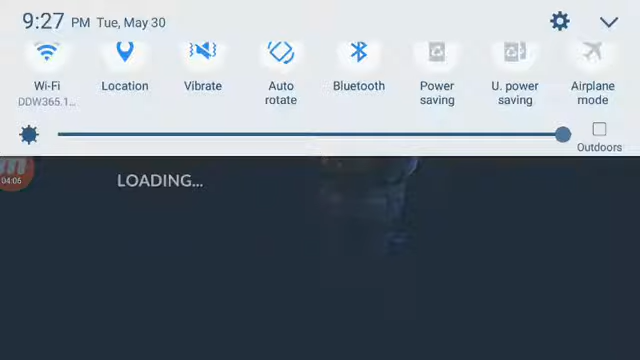 9:27 PM Tue, May 30
Wi-Fi
DDW365.1...
Location
Vibrate
Auto
rotate
Bluetooth
Power
saving
U. power
saving
Airplane
mode
Outdoors
04:06
LOADING...